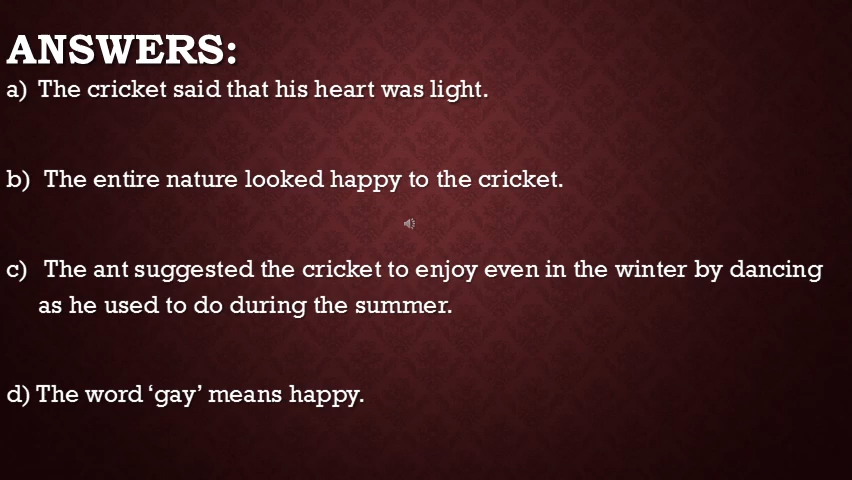 ANSWERS:
a) The cricket said that his heart was light.
b) The entire nature looked happy to the cricket.
c) The ant suggested the cricket to enjoy even in the winter by dancing
as he used to do during the summer.
d) The word ‘gay’ means happy.